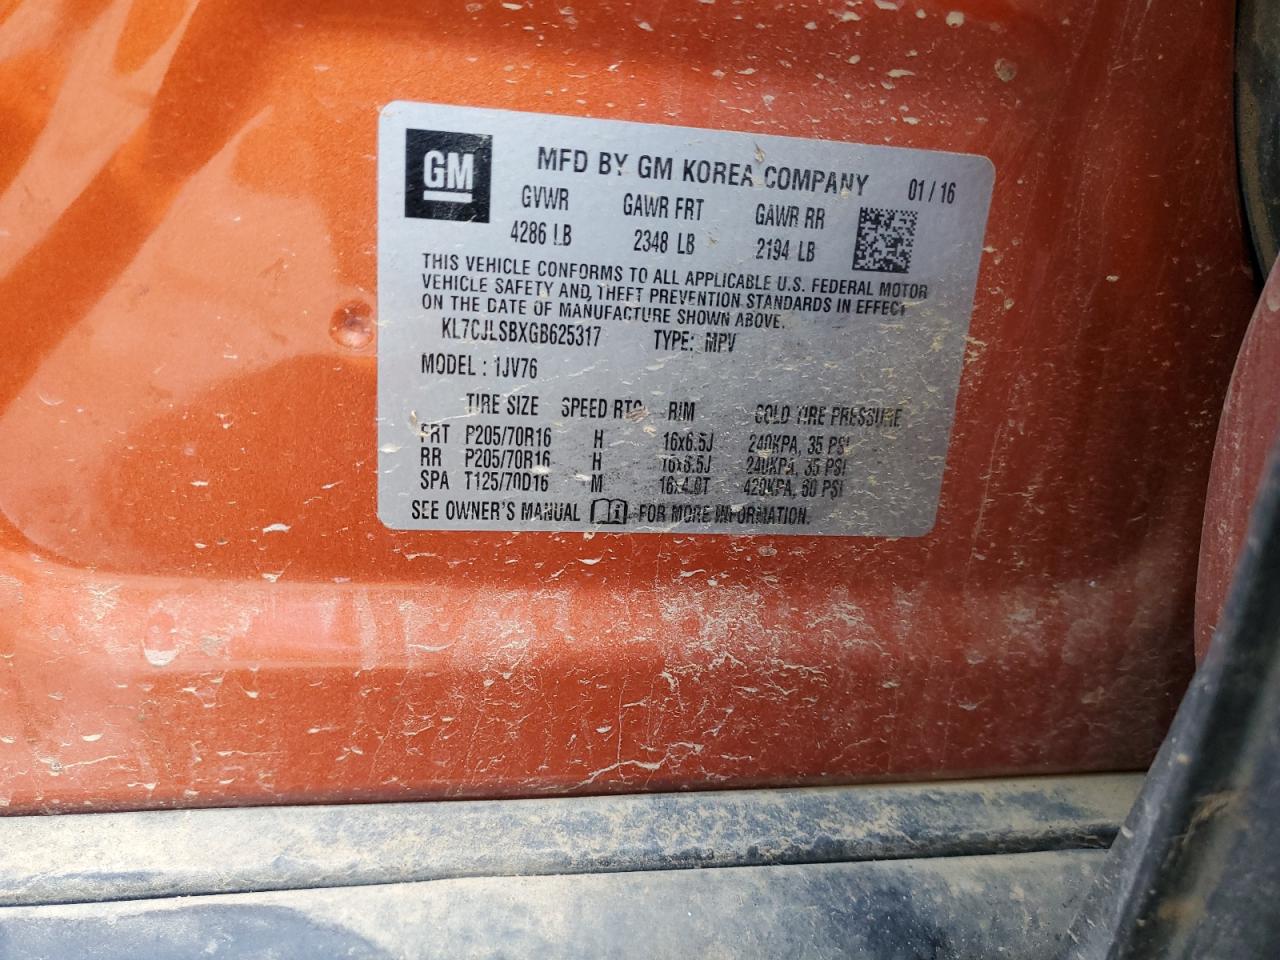 GM
MFD BY GM KOREA COMPANY 01 / 16
GVWR GAWR FRT GAWR RR
4286 LB 2348 LB 2194 LB
THIS VEHICLE CONFORMS TO ALL APPLICABLE U.S. FEDERAL MOTOR
VEHICLE SAFETY AND, THEFT PREVENTION STANDARDS IN EFFECT
ON THE DATE OF MANUFACTURE SHOWN ABOVE.
KL7CJLSBXGB625317 TYPE: MPV
MODEL : 1JV76
TIRE SIZE SPEED RTG RIM COLD TIRE PRESSURE
FRT P205/70R16 H 16x6.5J 240KPA, 35 PSI
RR P205/70R16 H 16x6.5J 240KPA, 35 PSI
SPA T125/70D16 M 16x4.0T 420KPA, 60 PSI
SEE OWNER'S MANUAL i FOR MORE INFORMATION.